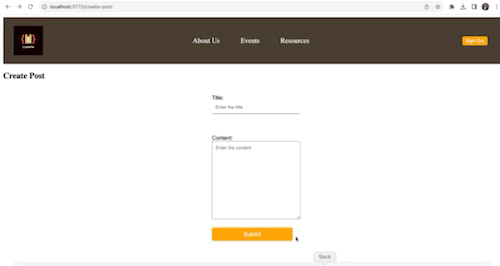 localhost:5173/create-post
About Us
Events
Resources
Sign Out
Create Post
Title:
Enter the title
Content:
Enter the content
Submit
Slack